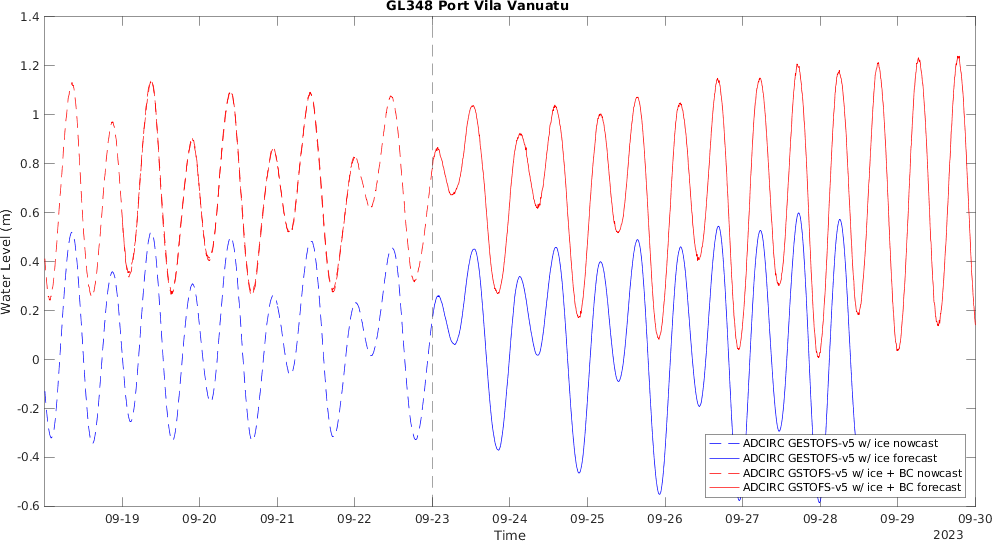 GL348 Port Vila Vanuatu
1.4
1.2
1
0.8
0.6
0.4
0.2
0
-0.2
-0.4
-0.6
Water Level (m)
ADCIRC GESTOFS-v5 w/ ice nowcast
ADCIRC GESTOFS-v5 w/ ice forecast
ADCIRC GSTOFS-v5 w/ ice + BC nowcast
ADCIRC GSTOFS-v5 w/ ice + BC forecast
09-19 09-20 09-21 09-22 09-23 09-24 09-25 09-26 09-27 09-28 09-29 09-30
Time
2023